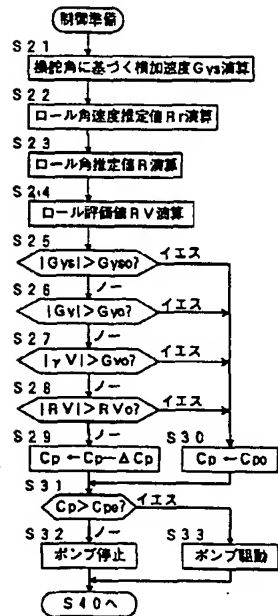 制御準備
S21
操舵角に基づく横加速度Gys演算
S22
ロール角速度推定値Rr演算
S23
ロール角推定値R演算
S24
ロール評価値RV演算
S25
|Gys|>Gyso? イエス
ノー
S26
|Gy|>Gyo? イエス
ノー
S27
|γV|>Gvo? イエス
ノー
S28
|RV|>RVo? イエス
ノー
S29
Cp←Cp−ΔCp
S30
Cp←Cpo
S31
Cp>Cpe? イエス
ノー
S32
ポンプ停止
S33
ポンプ駆動
S40へ